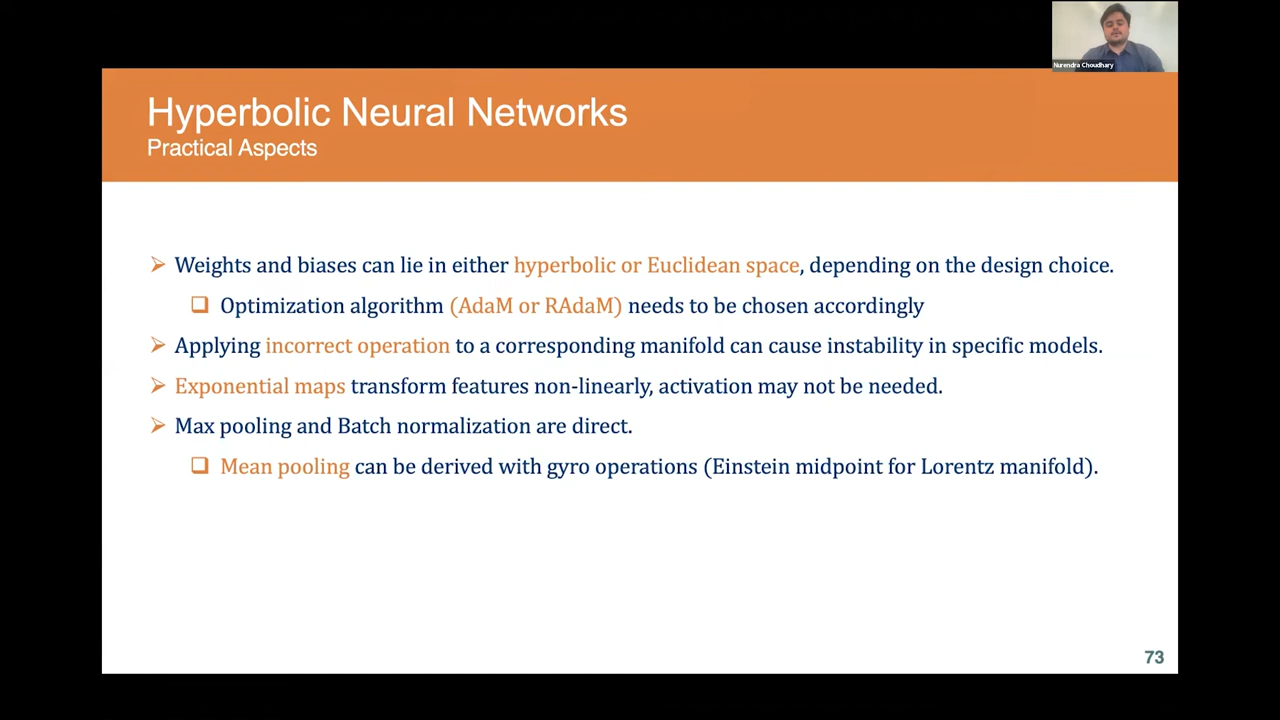 Nurendra Choudhary
Hyperbolic Neural Networks
Practical Aspects
Weights and biases can lie in either hyperbolic or Euclidean space, depending on the design choice.
Optimization algorithm (AdaM or RAdaM) needs to be chosen accordingly
Applying incorrect operation to a corresponding manifold can cause instability in specific models.
Exponential maps transform features non-linearly, activation may not be needed.
Max pooling and Batch normalization are direct.
Mean pooling can be derived with gyro operations (Einstein midpoint for Lorentz manifold).
73